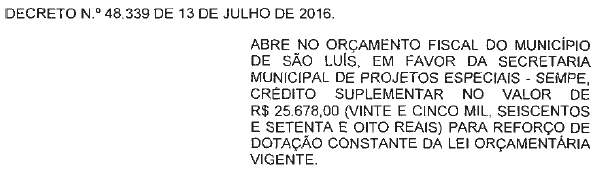 DECRETO N.º 48.339 DE 13 DE JULHO DE 2016.
ABRE NO ORÇAMENTO FISCAL DO MUNICÍPIO
DE SÃO LUÍS, EM FAVOR DA SECRETARIA
MUNICIPAL DE PROJETOS ESPECIAIS - SEMPE,
CRÉDITO SUPLEMENTAR NO VALOR DE
R$ 25.678,00 (VINTE E CINCO MIL, SEISCENTOS
E SETENTA E OITO REAIS) PARA REFORÇO DE
DOTAÇÃO CONSTANTE DA LEI ORÇAMENTÁRIA
VIGENTE.